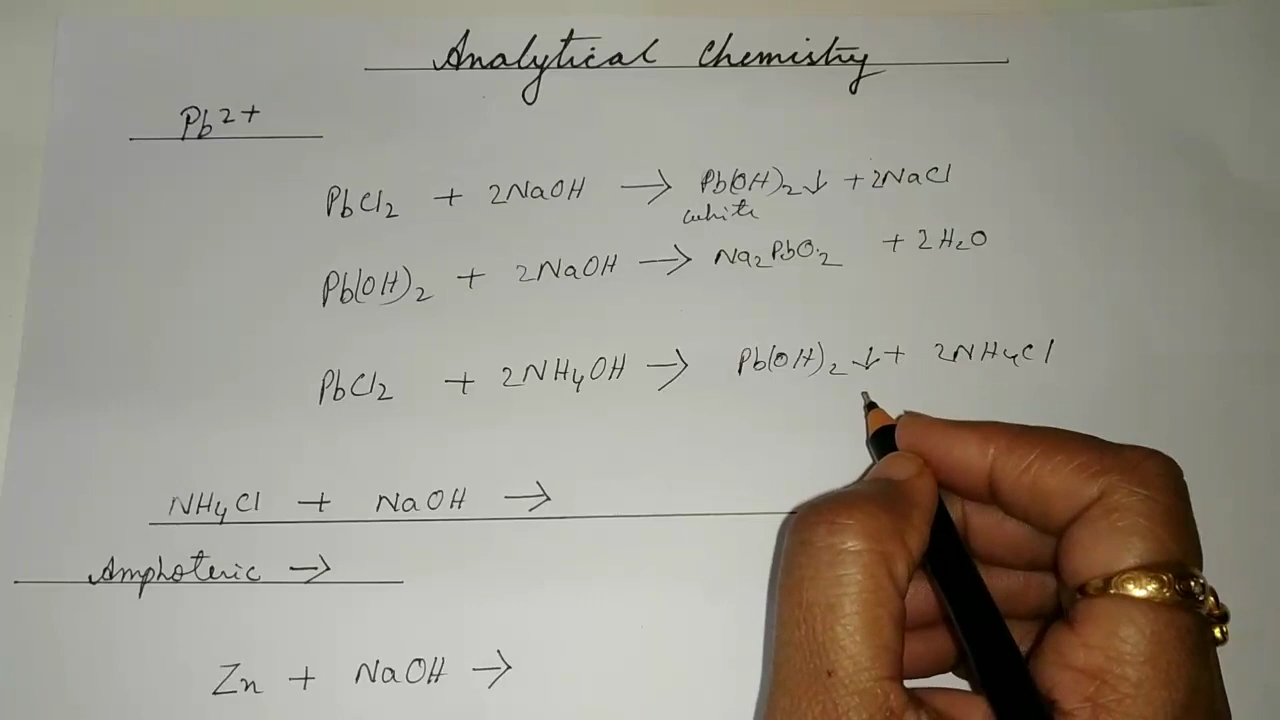 Analytical Chemistry
Pb2+
PbCl2 + 2NaOH → Pb(OH)2↓ + 2NaCl
white
Pb(OH)2 + 2NaOH → Na2PbO2 + 2H2O
PbCl2 + 2NH4OH → Pb(OH)2↓ + 2NH4Cl
NH4Cl + NaOH →
Amphoteric →
Zn + NaOH →